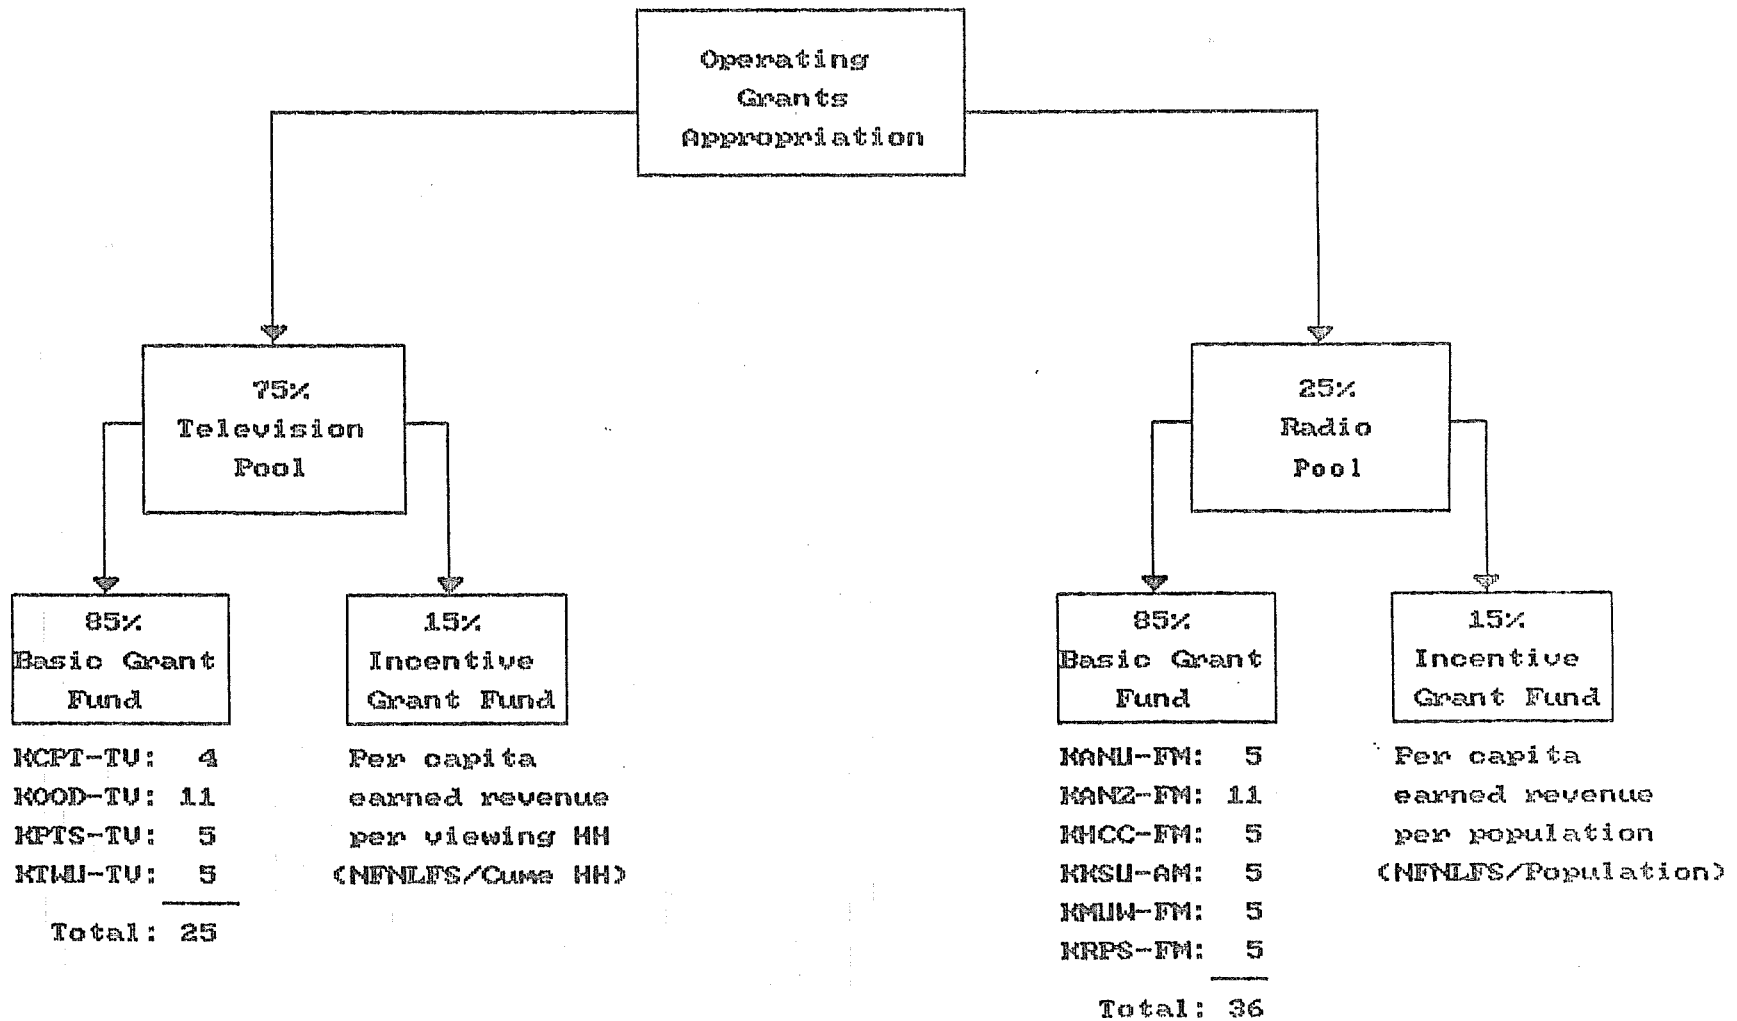 Operating
Grants
Appropriation
75%
Television
Pool
25%
Radio
Pool
85%
Basic Grant
Fund
KCPT-TV: 4
KOOD-TV: 11
KPTS-TV: 5
KTWU-TV: 5
Total: 25
15%
Incentive
Grant Fund
Per capita
earned revenue
per viewing HH
(NFNLFS/Cume HH)
85%
Basic Grant
Fund
KANU-FM: 5
KANZ-FM: 11
KHCC-FM: 5
KKSU-AM: 5
KMUW-FM: 5
KRPS-FM: 5
Total: 36
15%
Incentive
Grant Fund
Per capita
earned revenue
per population
(NFNLFS/Population)